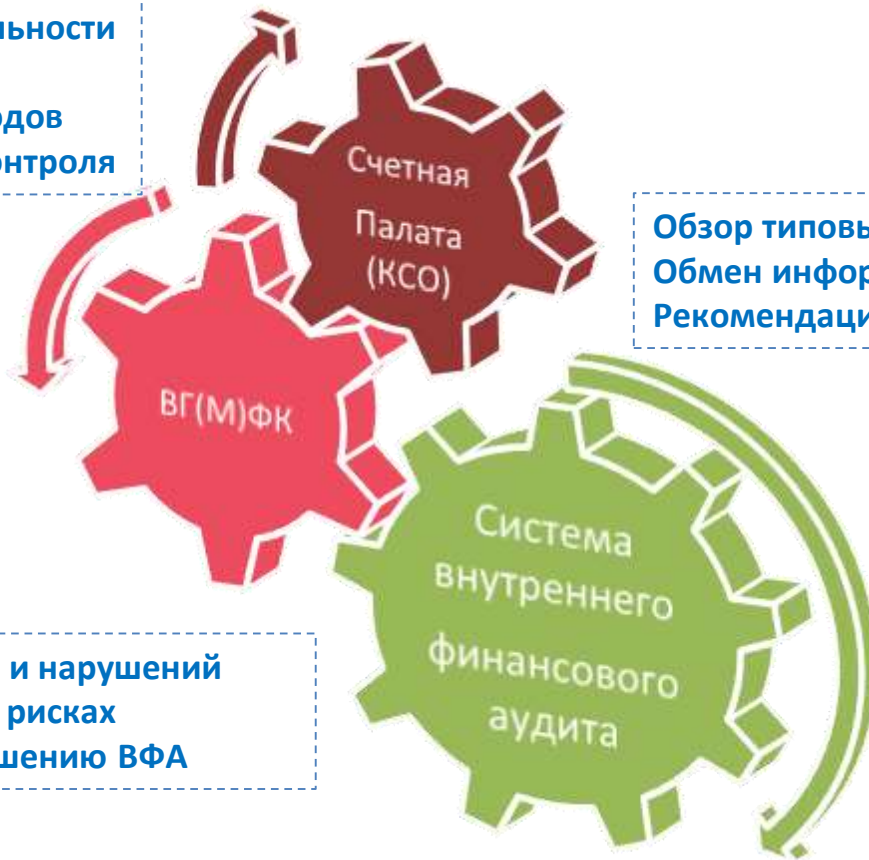 льности
одов
онтроля
Счетная
Палата
(КСО)
Обзор типовы
Обмен инфор
Рекомендаци
ВГ(М)ФК
Система
внутреннего
финансового
аудита
и нарушений
рисках
шению ВФА